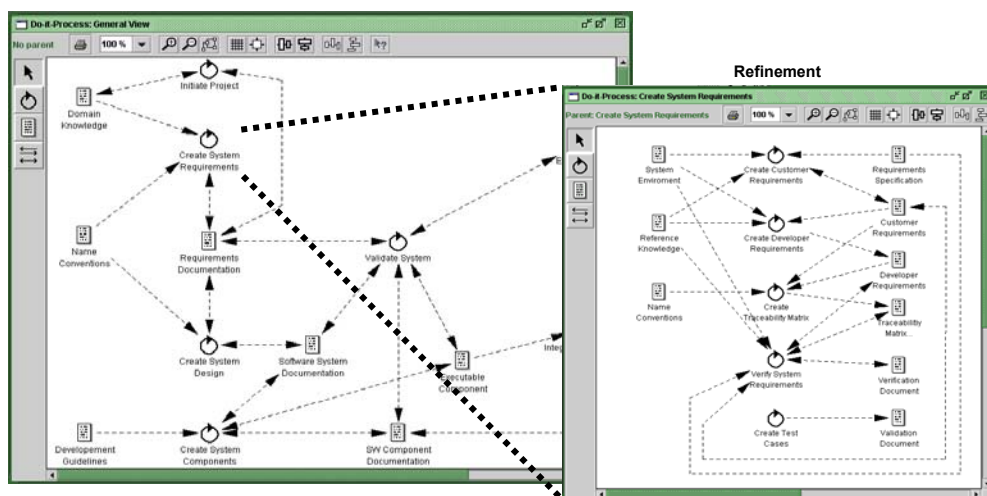 Do-it-Process: General View
No parent
100 %
Initiate Project
Domain
Knowledge
Create System
Requirements
Name
Conventions
Requirements
Documentation
Validate System
Create System
Design
Software System
Documentation
Executable
Component
Developement
Guidelines
Create System
Components
SW Component
Documentation
Refinement
Do-it-Process: Create System Requirements
Parent: Create System Requirements
100 %
System
Enviroment
Create Customer
Requirements
Requirements
Specification
Reference
Knowledge
Create Developer
Requirements
Customer
Requirements
Developer
Requirements
Name
Conventions
Create
Traceability Matrix
Traceability
Matrix...
Verify System
Requirements
Verification
Document
Create Test
Cases
Validation
Document